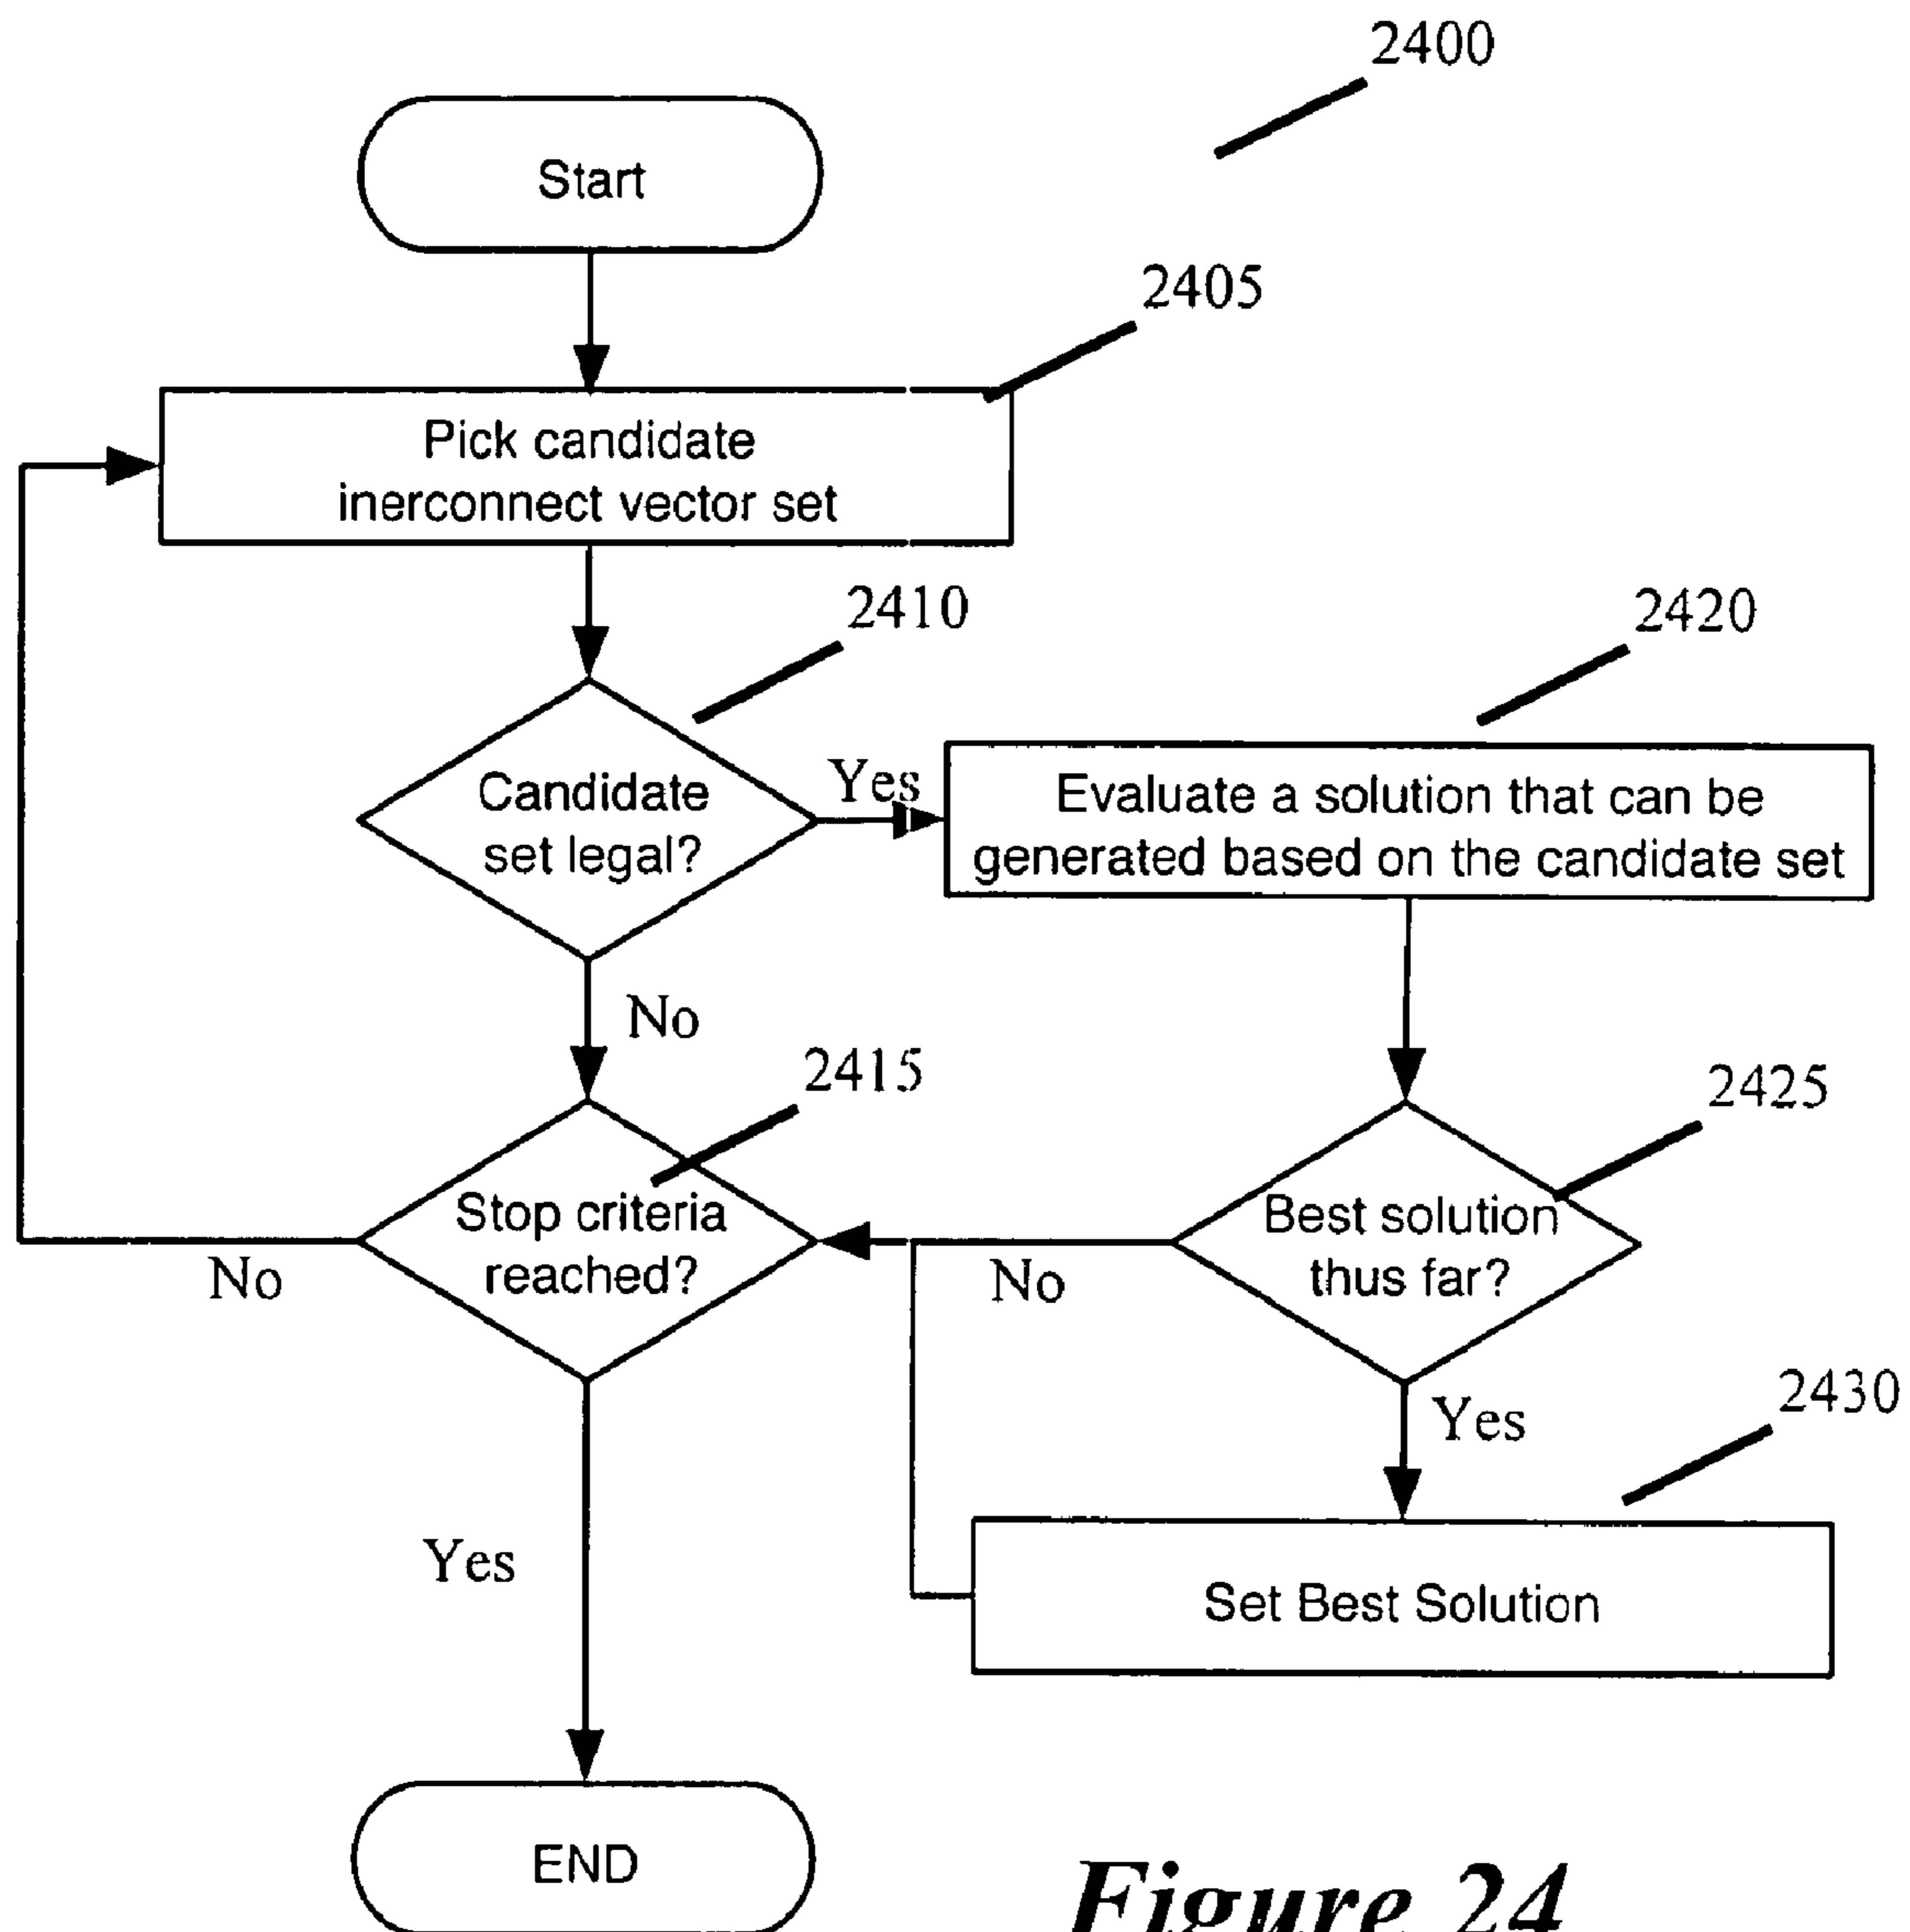 2400
Start
2405
Pick candidate
inerconnect vector set
2410
2420
Candidate
set legal?
Yes
Evaluate a solution that can be
generated based on the candidate set
No
2415
2425
Stop criteria
reached?
No
No
Best solution
thus far?
2430
Yes
Yes
Set Best Solution
END
Figure 24